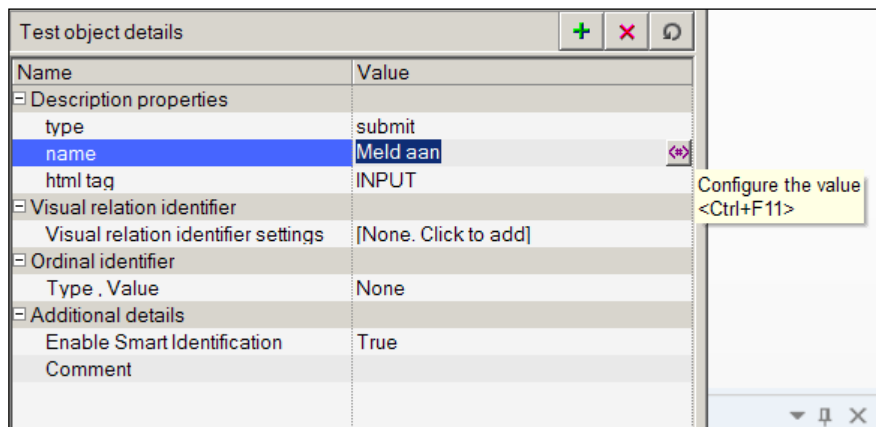 Test object details
Name Value
Description properties
type submit
name Meld aan
html tag INPUT
Configure the value
<Ctrl+F11>
Visual relation identifier
Visual relation identifier settings [None. Click to add]
Ordinal identifier
Type , Value None
Additional details
Enable Smart Identification True
Comment